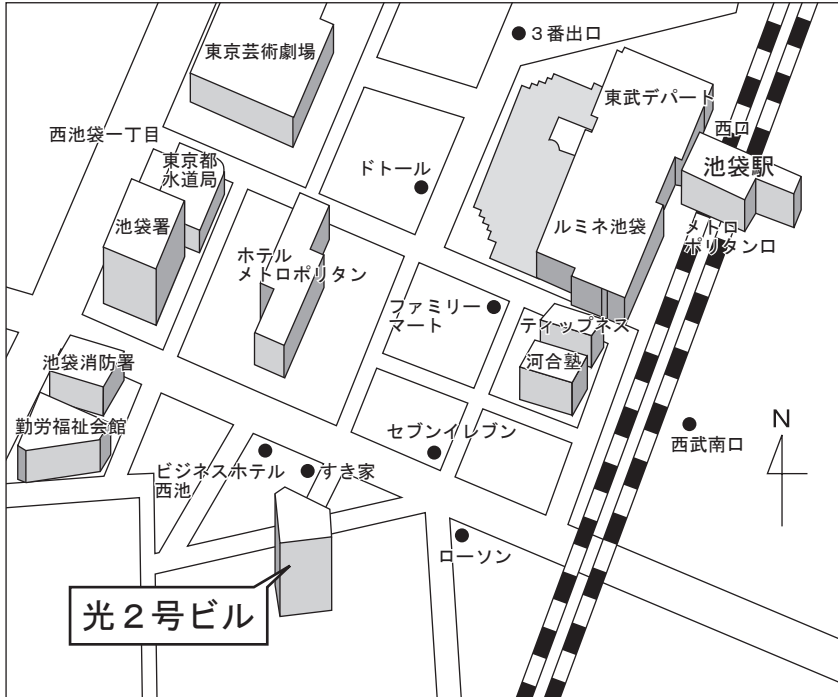 ３番出口
東京芸術劇場
東武デパート
西池袋一丁目
西口
東京都
水道局
ドトール
池袋駅
池袋署
ルミネ池袋
メトロ
ポリタン口
ホテル
メトロポリタン
ファミリー
マート
ティップネス
池袋消防署
河合塾
勤労福祉会館
セブンイレブン
西武南口
N
ビジネスホテル
西池
すき家
ローソン
光２号ビル